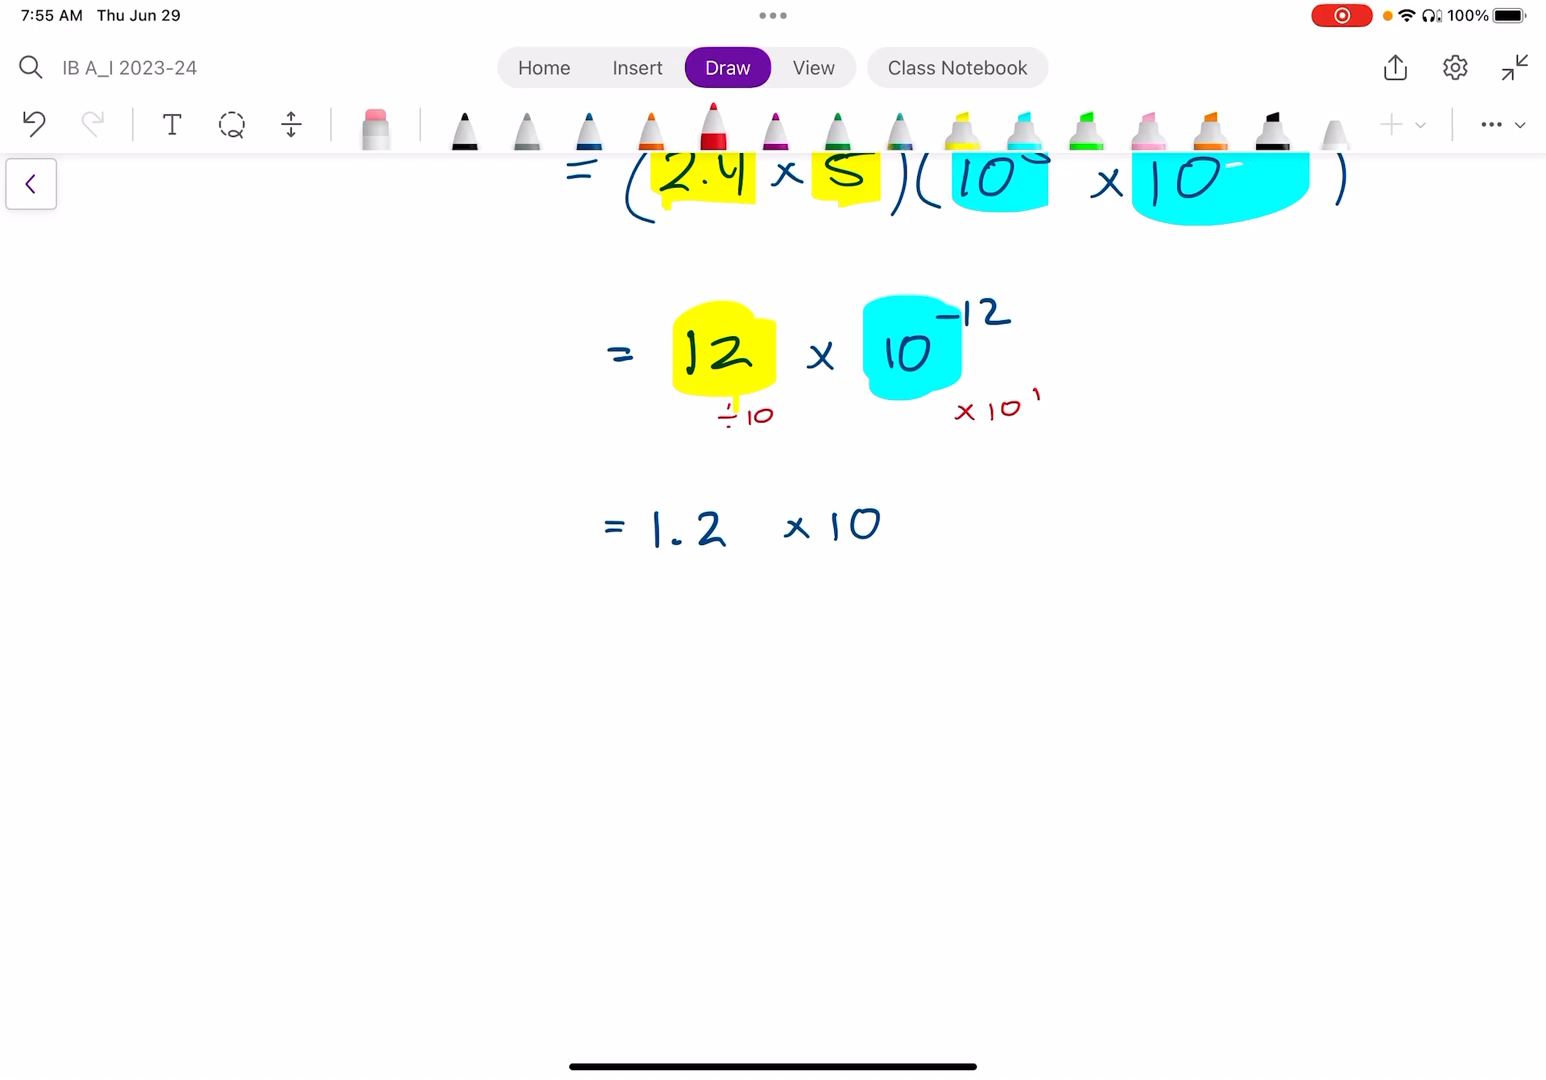 7:55 AM Thu Jun 29
100%
IB A_I 2023-24
Home Insert Draw View Class Notebook
T
= (2.4 × 5)(10 × 10⁻ )
= 12 × 10⁻¹²
÷10 ×10¹
= 1.2 ×10